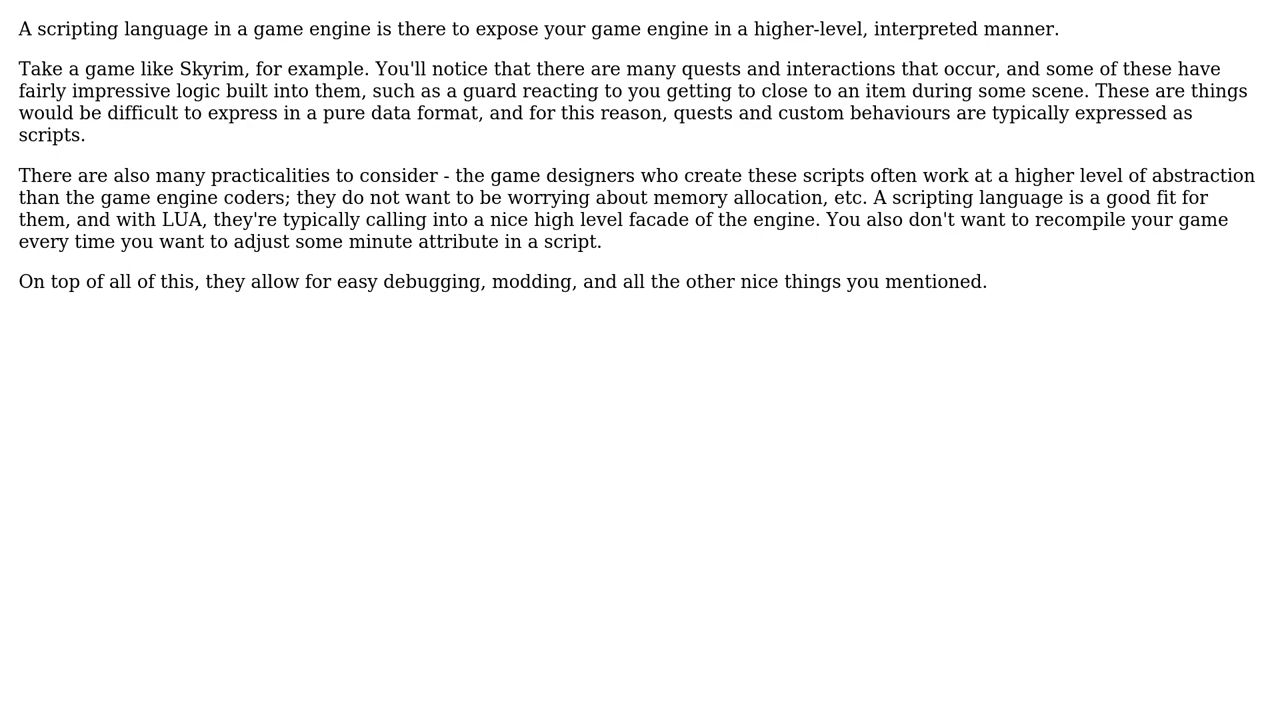 A scripting language in a game engine is there to expose your game engine in a higher-level, interpreted manner.
Take a game like Skyrim, for example. You'll notice that there are many quests and interactions that occur, and some of these have
fairly impressive logic built into them, such as a guard reacting to you getting to close to an item during some scene. These are things
would be difficult to express in a pure data format, and for this reason, quests and custom behaviours are typically expressed as
scripts.
There are also many practicalities to consider - the game designers who create these scripts often work at a higher level of abstraction
than the game engine coders; they do not want to be worrying about memory allocation, etc. A scripting language is a good fit for
them, and with LUA, they're typically calling into a nice high level facade of the engine. You also don't want to recompile your game
every time you want to adjust some minute attribute in a script.
On top of all of this, they allow for easy debugging, modding, and all the other nice things you mentioned.